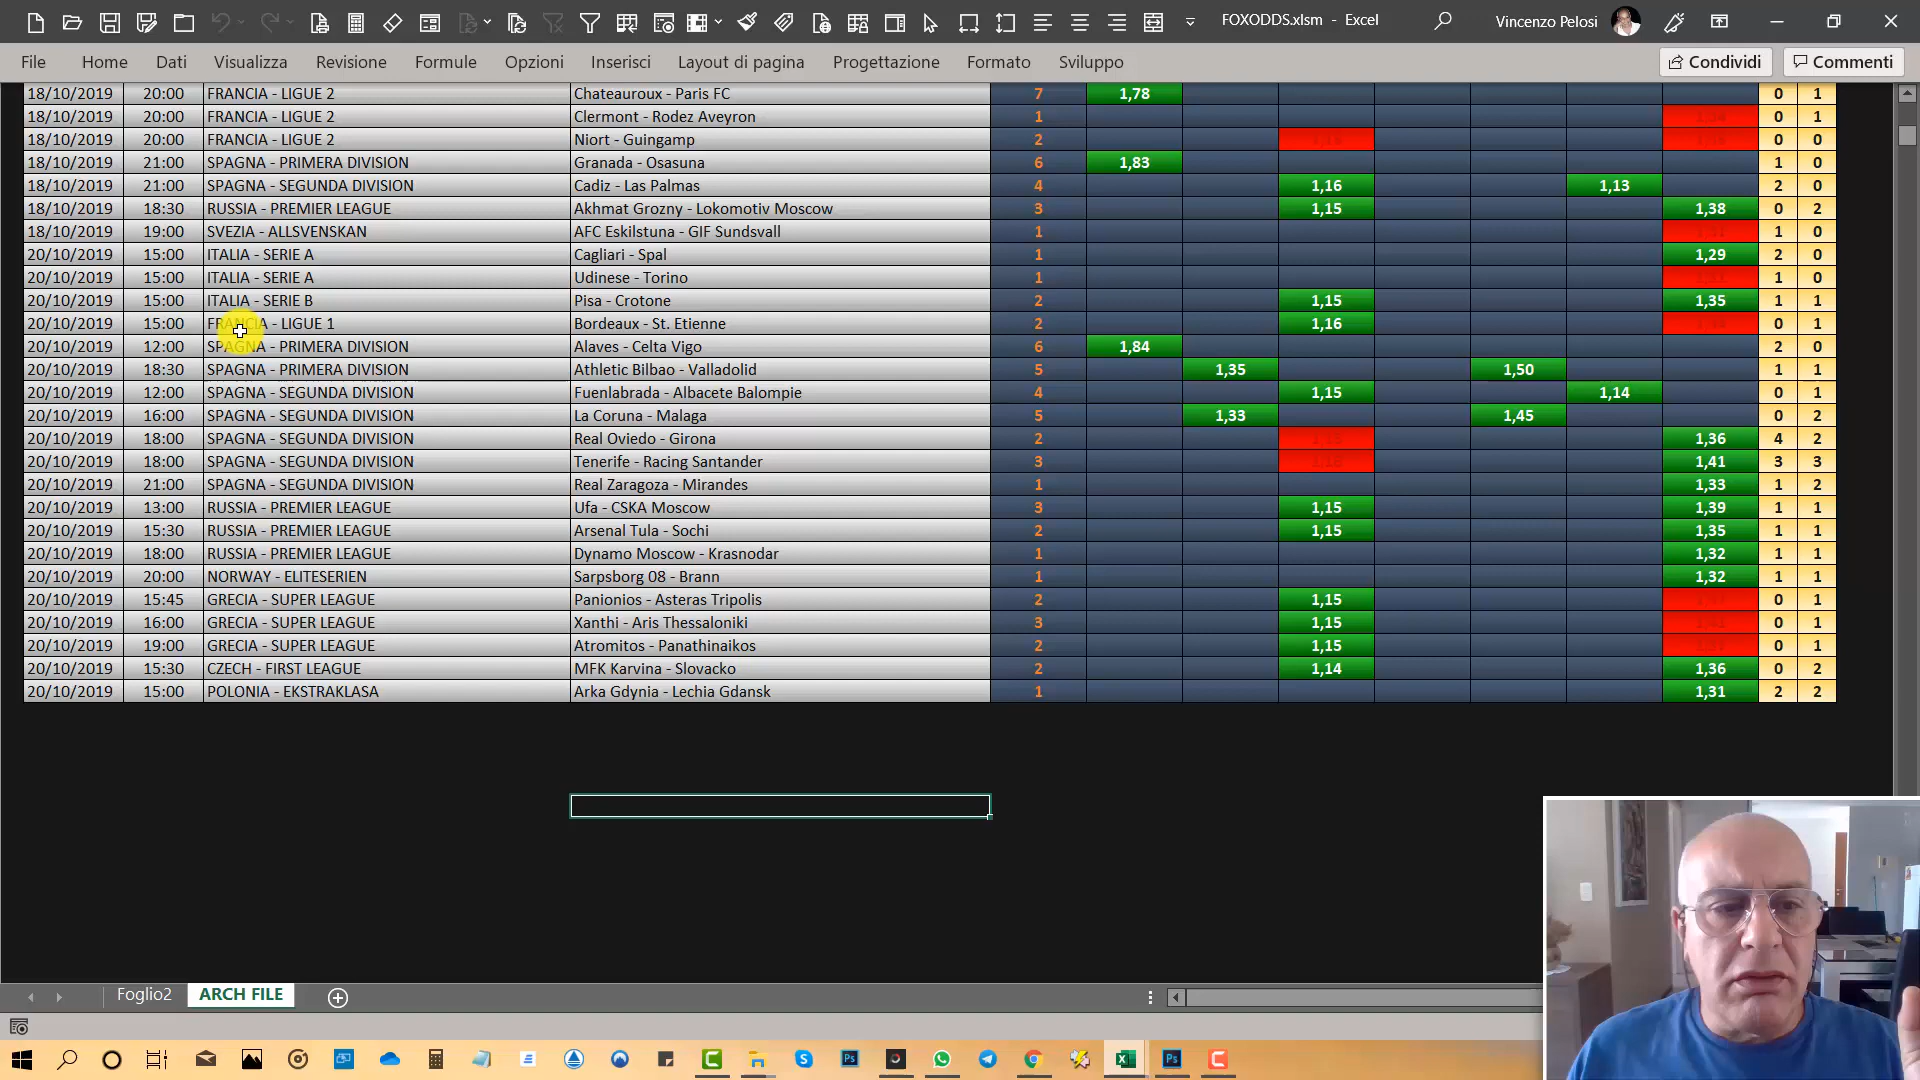 FOXODDS.xlsm - Excel
Vincenzo Pelosi
File Home Dati Visualizza Revisione Formule Opzioni Inserisci Layout di pagina Progettazione Formato Sviluppo Condividi Commenti
18/10/2019 20:00 FRANCIA - LIGUE 2 Chateauroux - Paris FC 7 1,78 0 1
18/10/2019 20:00 FRANCIA - LIGUE 2 Clermont - Rodez Aveyron 1 0 1
18/10/2019 20:00 FRANCIA - LIGUE 2 Niort - Guingamp 2 0 0
18/10/2019 21:00 SPAGNA - PRIMERA DIVISION Granada - Osasuna 6 1,83 1 0
18/10/2019 21:00 SPAGNA - SEGUNDA DIVISION Cadiz - Las Palmas 4 1,16 1,13 2 0
18/10/2019 18:30 RUSSIA - PREMIER LEAGUE Akhmat Grozny - Lokomotiv Moscow 3 1,15 1,38 0 2
18/10/2019 19:00 SVEZIA - ALLSVENSKAN AFC Eskilstuna - GIF Sundsvall 1 1 0
20/10/2019 15:00 ITALIA - SERIE A Cagliari - Spal 1 1,29 2 0
20/10/2019 15:00 ITALIA - SERIE A Udinese - Torino 1 1 0
20/10/2019 15:00 ITALIA - SERIE B Pisa - Crotone 2 1,15 1,35 1 1
20/10/2019 15:00 FRANCIA - LIGUE 1 Bordeaux - St. Etienne 2 1,16 0 1
20/10/2019 12:00 SPAGNA - PRIMERA DIVISION Alaves - Celta Vigo 6 1,84 2 0
20/10/2019 18:30 SPAGNA - PRIMERA DIVISION Athletic Bilbao - Valladolid 5 1,35 1,50 1 1
20/10/2019 12:00 SPAGNA - SEGUNDA DIVISION Fuenlabrada - Albacete Balompie 4 1,15 1,14 0 1
20/10/2019 16:00 SPAGNA - SEGUNDA DIVISION La Coruna - Malaga 5 1,33 1,45 0 2
20/10/2019 18:00 SPAGNA - SEGUNDA DIVISION Real Oviedo - Girona 2 1,36 4 2
20/10/2019 18:00 SPAGNA - SEGUNDA DIVISION Tenerife - Racing Santander 3 1,41 3 3
20/10/2019 21:00 SPAGNA - SEGUNDA DIVISION Real Zaragoza - Mirandes 1 1,33 1 2
20/10/2019 13:00 RUSSIA - PREMIER LEAGUE Ufa - CSKA Moscow 3 1,15 1,39 1 1
20/10/2019 15:30 RUSSIA - PREMIER LEAGUE Arsenal Tula - Sochi 2 1,15 1,35 1 1
20/10/2019 18:00 RUSSIA - PREMIER LEAGUE Dynamo Moscow - Krasnodar 1 1,32 1 1
20/10/2019 20:00 NORWAY - ELITESERIEN Sarpsborg 08 - Brann 1 1,32 1 1
20/10/2019 15:45 GRECIA - SUPER LEAGUE Panionios - Asteras Tripolis 2 1,15 0 1
20/10/2019 16:00 GRECIA - SUPER LEAGUE Xanthi - Aris Thessaloniki 3 1,15 0 1
20/10/2019 19:00 GRECIA - SUPER LEAGUE Atromitos - Panathinaikos 2 1,15 0 1
20/10/2019 15:30 CZECH - FIRST LEAGUE MFK Karvina - Slovacko 2 1,14 1,36 0 2
20/10/2019 15:00 POLONIA - EKSTRAKLASA Arka Gdynia - Lechia Gdansk 1 1,31 2 2
Foglio2 ARCH FILE